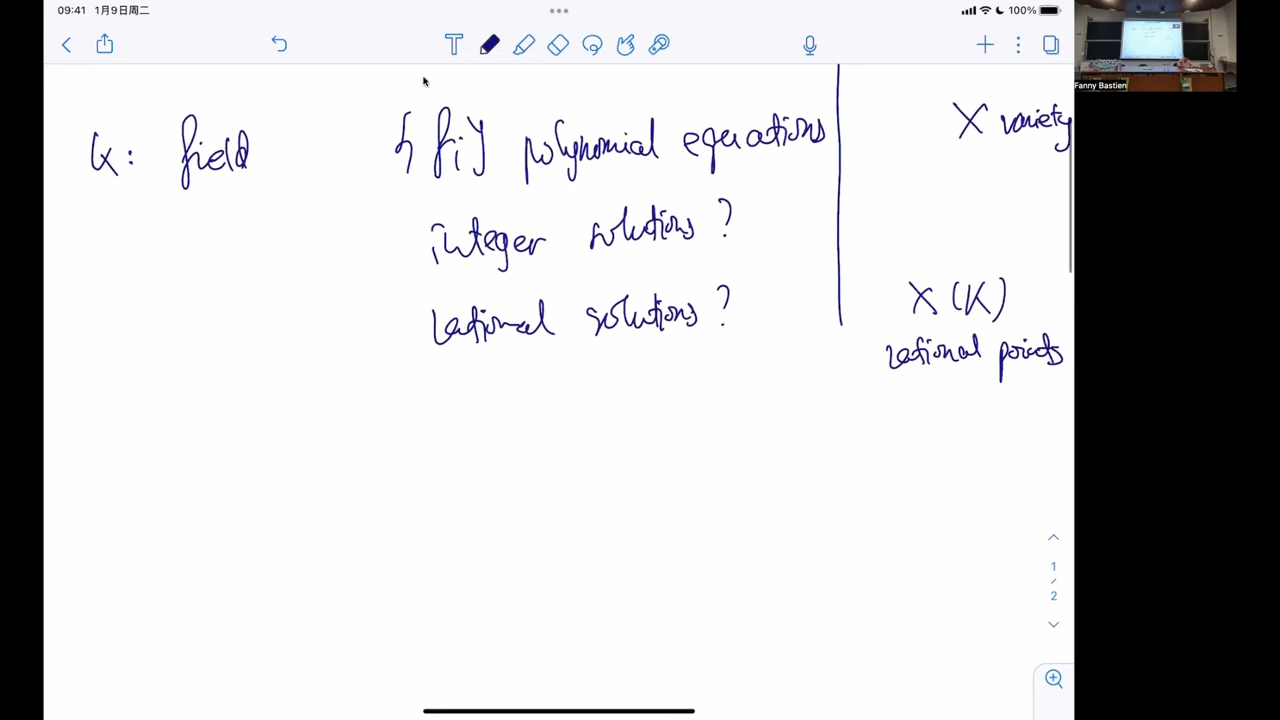 09:41 1月9日周二
100%
Fanny Bastien
K: field
{fi} polynomial equations
integer solutions?
rational solutions?
X variety
X(K)
rational points
1
/
2